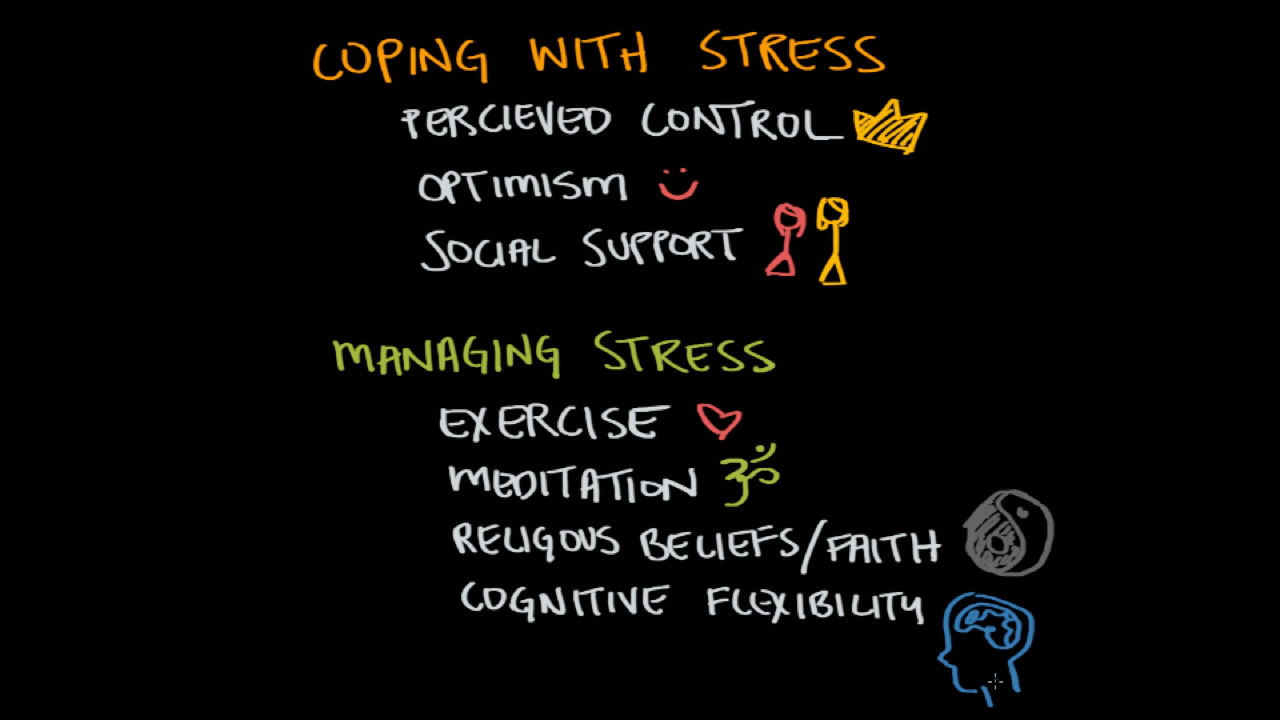 COPING WITH STRESS
PERCIEVED CONTROL
OPTIMISM
SOCIAL SUPPORT
MANAGING STRESS
EXERCISE
MEDITATION ॐ
RELIGOUS BELIEFS/FAITH
COGNITIVE FLEXIBILITY